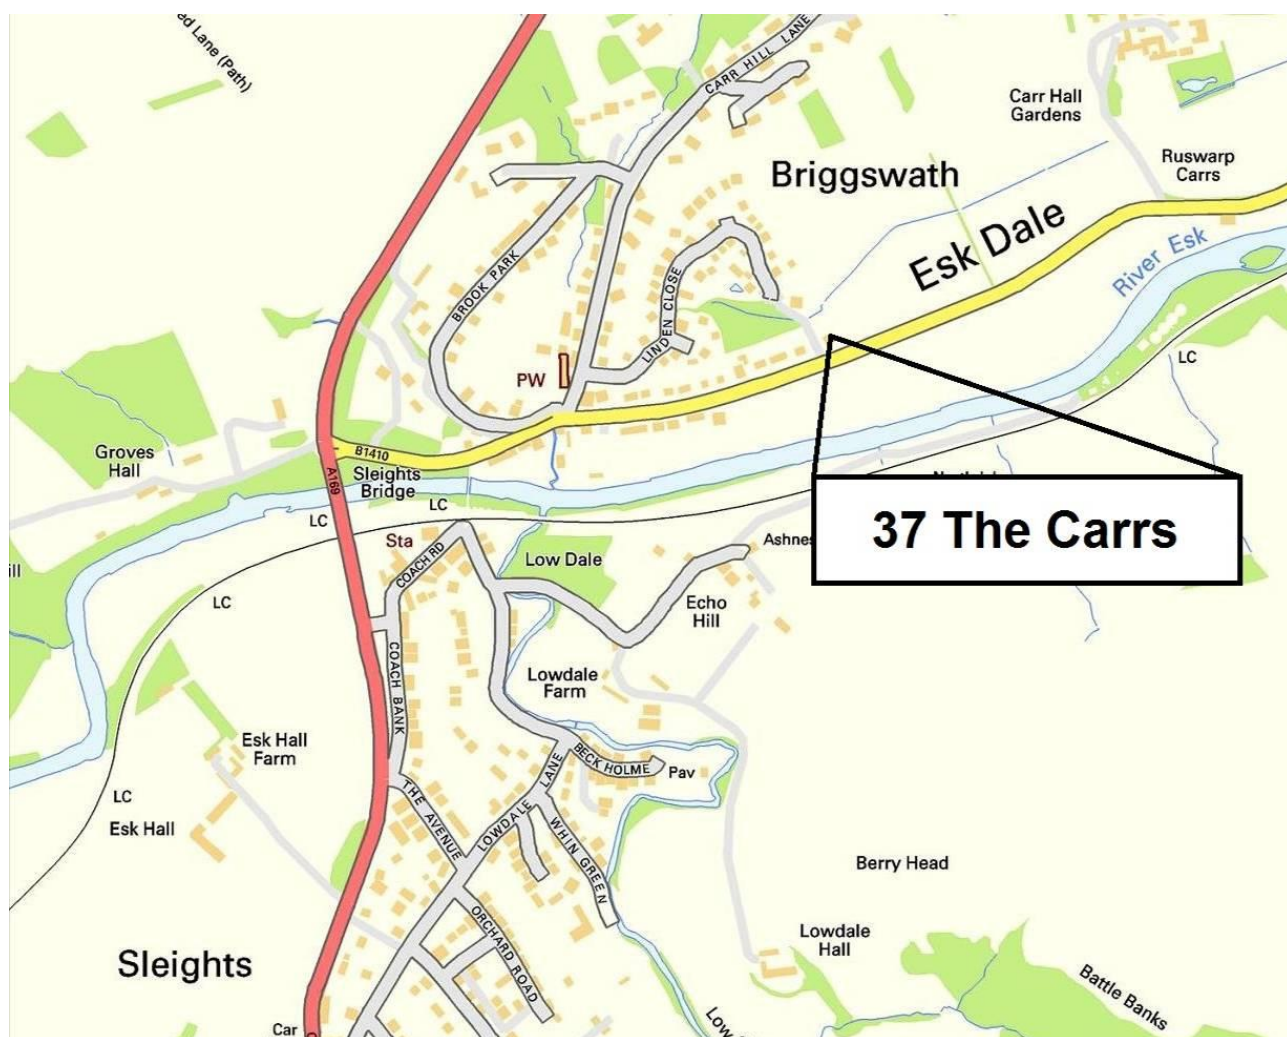 ed Lane (Path)
CARR HILL LANE
Carr Hall
Gardens
Briggswath
Ruswarp
Carrs
Esk Dale
River Esk
BROOK PARK
LINDEN CLOSE
LC
PW
Groves
Hall
B1410
A169
Sleights
Bridge
LC
LC
37 The Carrs
Sta
COACH RD
Low Dale
Ashnes
ill
LC
Echo
Hill
COACH BANK
Lowdale
Farm
Esk Hall
Farm
BECK HOLME
Pav
LC
Esk Hall
THE AVENUE
LOWDALE LANE
WHIN GREEN
Berry Head
ORCHARD ROAD
Lowdale
Hall
Sleights
Battle Banks
Car
Low